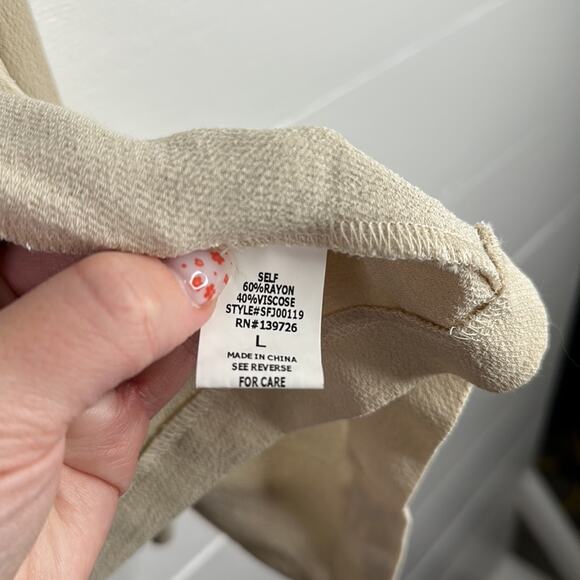 SELF
60%RAYON
40%VISCOSE
STYLE#SFJ00119
RN#139726
L
MADE IN CHINA
SEE REVERSE
FOR CARE